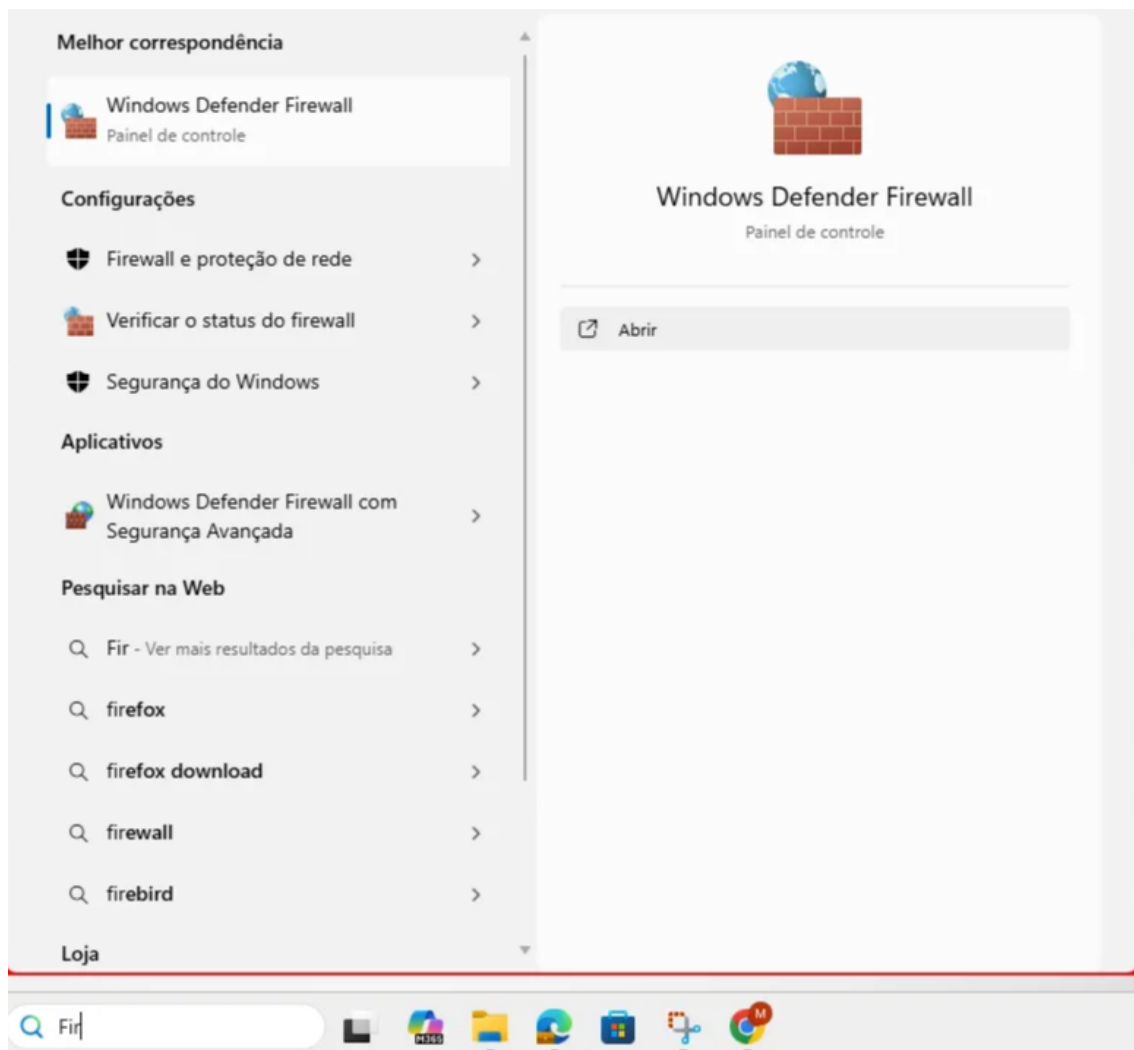 Melhor correspondência
Windows Defender Firewall
Painel de controle
Configurações
Firewall e proteção de rede
Verificar o status do firewall
Segurança do Windows
Aplicativos
Windows Defender Firewall com
Segurança Avançada
Pesquisar na Web
Fir - Ver mais resultados da pesquisa
firefox
firefox download
firewall
firebird
Loja
Windows Defender Firewall
Painel de controle
Abrir
Fir
M365
M